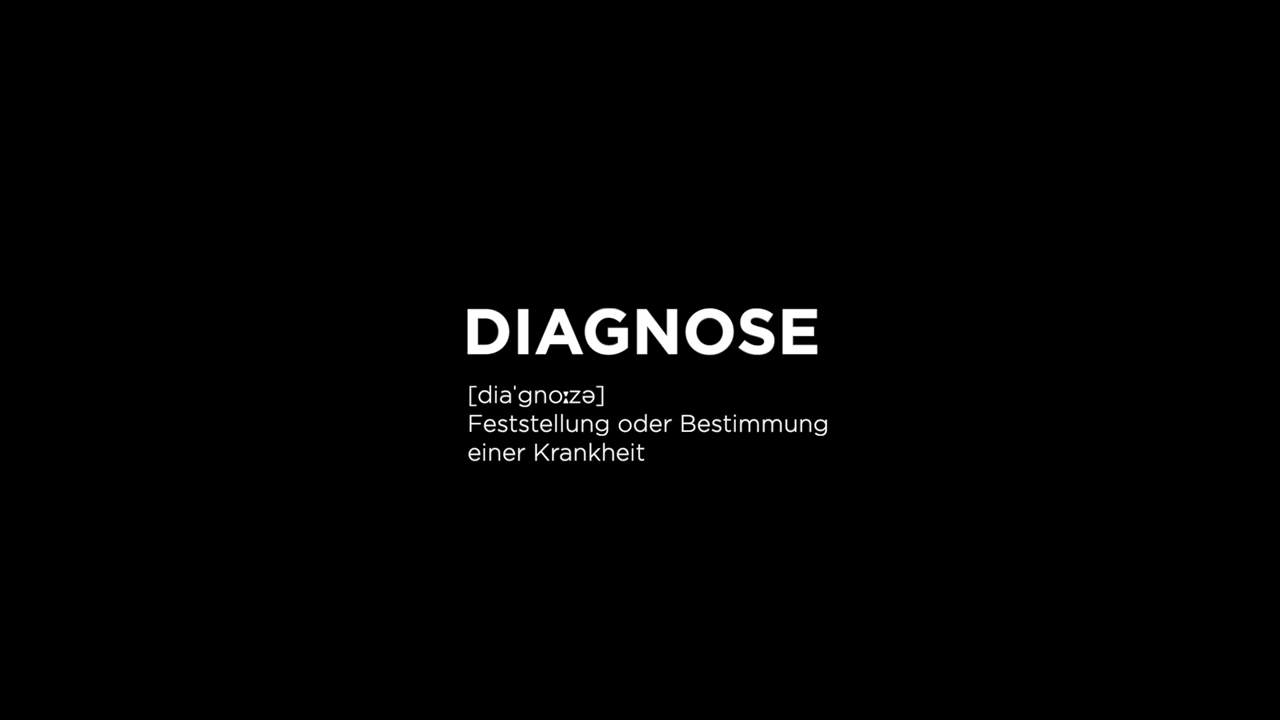 DIAGNOSE
[diaˈgnoːzə]
Feststellung oder Bestimmung
einer Krankheit